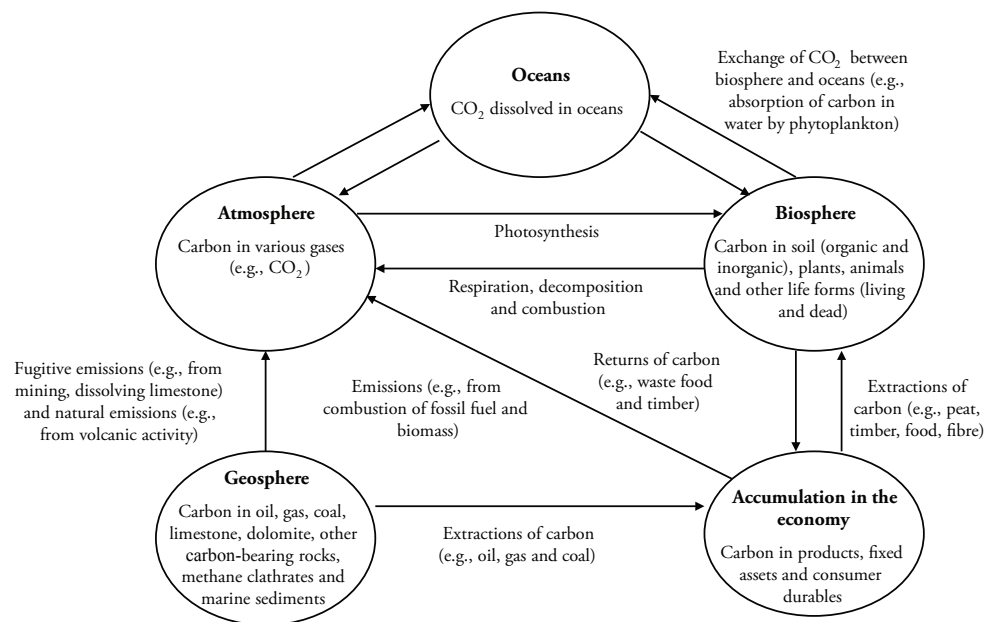 Oceans
CO2 dissolved in oceans
Exchange of CO2 between
biosphere and oceans (e.g.,
absorption of carbon in
water by phytoplankton)
Atmosphere
Carbon in various gases
(e.g., CO2)
Photosynthesis
Respiration, decomposition
and combustion
Biosphere
Carbon in soil (organic and
inorganic), plants, animals
and other life forms (living
and dead)
Fugitive emissions (e.g., from
mining, dissolving limestone)
and natural emissions (e.g.,
from volcanic activity)
Emissions (e.g., from
combustion of fossil fuel and
biomass)
Returns of carbon
(e.g., waste food
and timber)
Extractions of
carbon (e.g., peat,
timber, food, fibre)
Geosphere
Carbon in oil, gas, coal,
limestone, dolomite, other
carbon-bearing rocks,
methane clathrates and
marine sediments
Extractions of carbon
(e.g., oil, gas and coal)
Accumulation in the
economy
Carbon in products, fixed
assets and consumer
durables